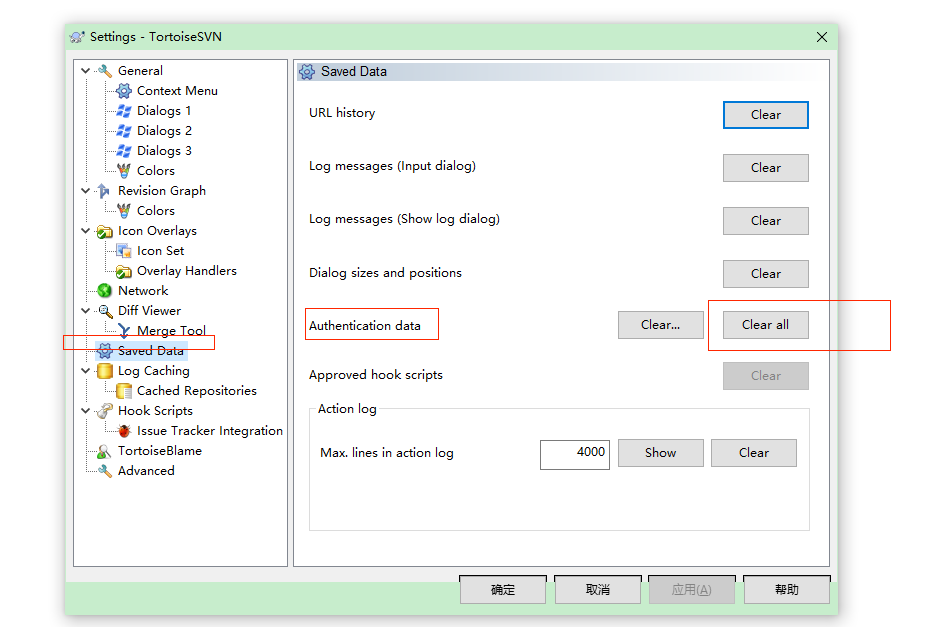 Settings - TortoiseSVN
General
Context Menu
Dialogs 1
Dialogs 2
Dialogs 3
Colors
Revision Graph
Colors
Icon Overlays
Icon Set
Overlay Handlers
Network
Diff Viewer
Merge Tool
Saved Data
Log Caching
Cached Repositories
Hook Scripts
Issue Tracker Integration
TortoiseBlame
Advanced
Saved Data
URL history Clear
Log messages (Input dialog) Clear
Log messages (Show log dialog) Clear
Dialog sizes and positions Clear
Authentication data Clear... Clear all
Approved hook scripts Clear
Action log
Max. lines in action log 4000 Show Clear
确定 取消 应用(A) 帮助